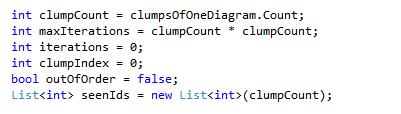 int clumpCount = clumpsOfOneDiagram.Count;
int maxIterations = clumpCount * clumpCount;
int iterations = 0;
int clumpIndex = 0;
bool outOfOrder = false;
List<int> seenIds = new List<int>(clumpCount);